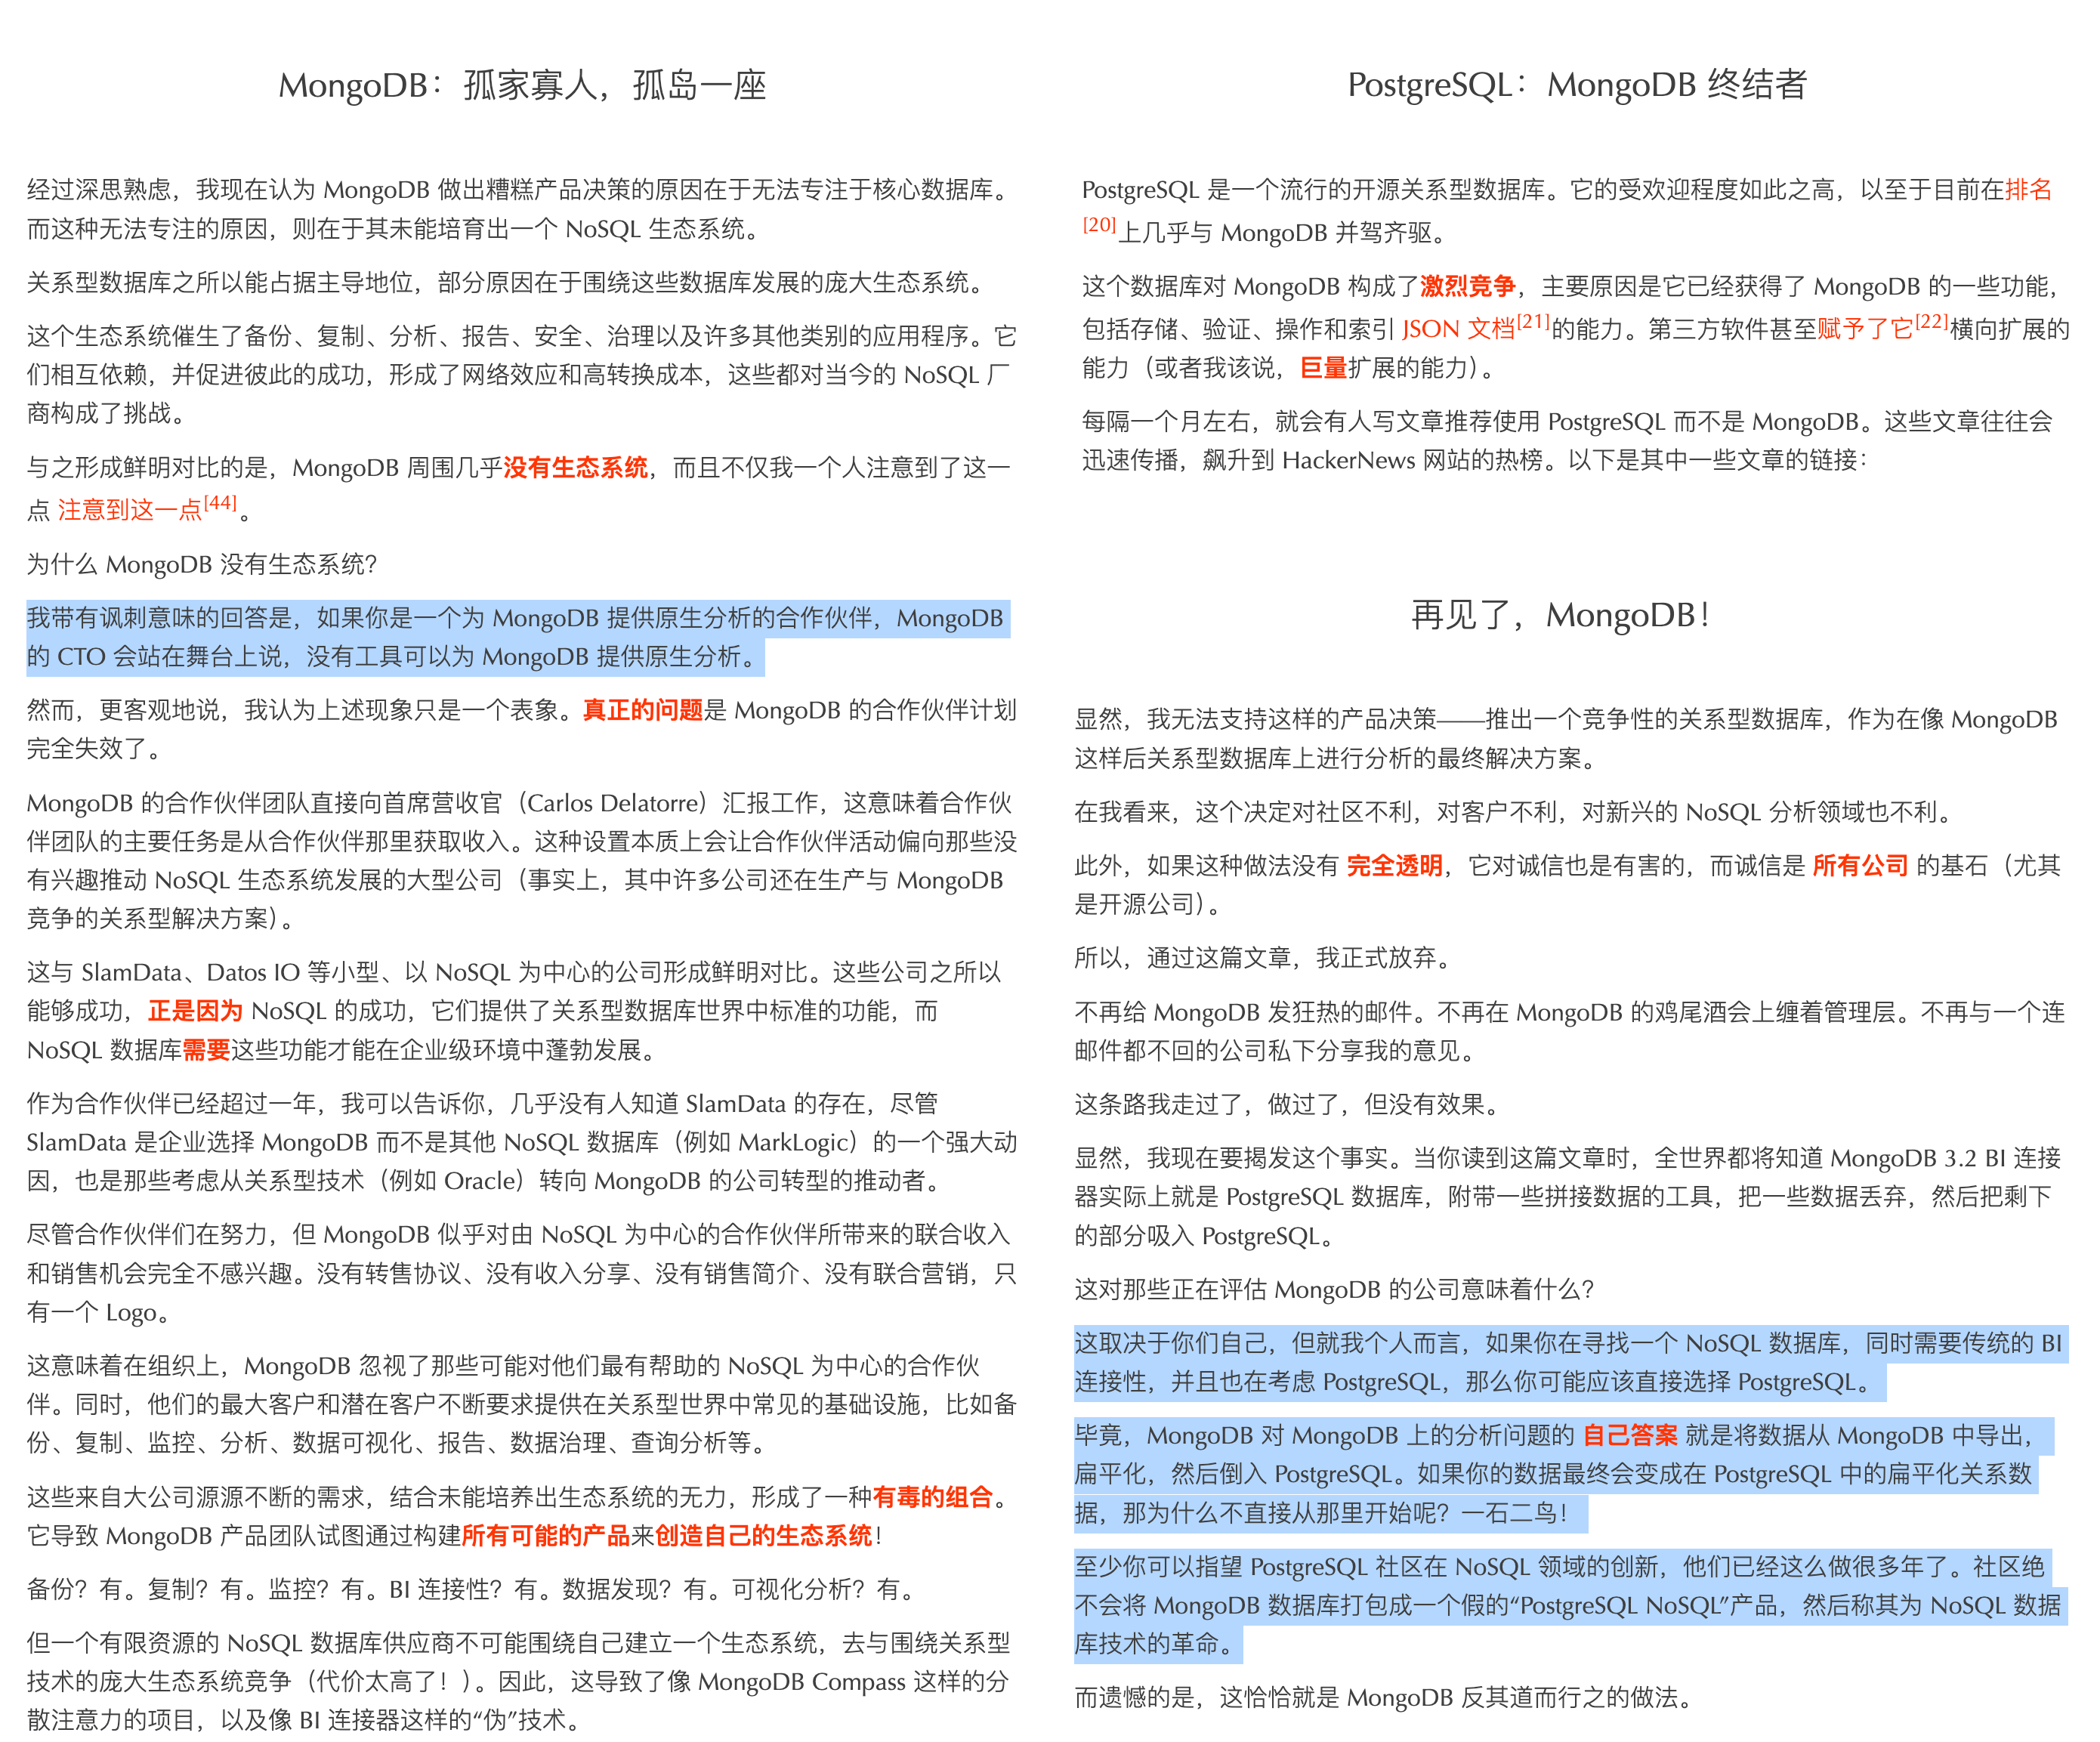 MongoDB：孤家寡人，孤岛一座
经过深思熟虑，我现在认为 MongoDB 做出糟糕产品决策的原因在于无法专注于核心数据库。
而这种无法专注的原因，则在于其未能培育出一个 NoSQL 生态系统。
关系型数据库之所以能占据主导地位，部分原因在于围绕这些数据库发展的庞大生态系统。
这个生态系统催生了备份、复制、分析、报告、安全、治理以及许多其他类别的应用程序。它
们相互依赖，并促进彼此的成功，形成了网络效应和高转换成本，这些都对当今的 NoSQL 厂
商构成了挑战。
与之形成鲜明对比的是，MongoDB 周围几乎没有生态系统，而且不仅我一个人注意到了这一
点 注意到这一点[44]。
为什么 MongoDB 没有生态系统？
我带有讽刺意味的回答是，如果你是一个为 MongoDB 提供原生分析的合作伙伴，MongoDB
的 CTO 会站在舞台上说，没有工具可以为 MongoDB 提供原生分析。
然而，更客观地说，我认为上述现象只是一个表象。真正的问题是 MongoDB 的合作伙伴计划
完全失效了。
MongoDB 的合作伙伴团队直接向首席营收官（Carlos Delatorre）汇报工作，这意味着合作伙
伴团队的主要任务是从合作伙伴那里获取收入。这种设置本质上会让合作伙伴活动偏向那些没
有兴趣推动 NoSQL 生态系统发展的大型公司（事实上，其中许多公司还在生产与 MongoDB
竞争的关系型解决方案）。
这与 SlamData、Datos IO 等小型、以 NoSQL 为中心的公司形成鲜明对比。这些公司之所以
能够成功，正是因为 NoSQL 的成功，它们提供了关系型数据库世界中标准的功能，而
NoSQL 数据库需要这些功能才能在企业级环境中蓬勃发展。
作为合作伙伴已经超过一年，我可以告诉你，几乎没有人知道 SlamData 的存在，尽管
SlamData 是企业选择 MongoDB 而不是其他 NoSQL 数据库（例如 MarkLogic）的一个强大动
因，也是那些考虑从关系型技术（例如 Oracle）转向 MongoDB 的公司转型的推动者。
尽管合作伙伴们在努力，但 MongoDB 似乎对由 NoSQL 为中心的合作伙伴所带来的联合收入
和销售机会完全不感兴趣。没有转售协议、没有收入分享、没有销售简介、没有联合营销，只
有一个 Logo。
这意味着在组织上，MongoDB 忽视了那些可能对他们最有帮助的 NoSQL 为中心的合作伙
伴。同时，他们的最大客户和潜在客户不断要求提供在关系型世界中常见的基础设施，比如备
份、复制、监控、分析、数据可视化、报告、数据治理、查询分析等。
这些来自大公司源源不断的需求，结合未能培养出生态系统的无力，形成了一种有毒的组合。
它导致 MongoDB 产品团队试图通过构建所有可能的产品来创造自己的生态系统！
备份？有。复制？有。监控？有。BI 连接性？有。数据发现？有。可视化分析？有。
但一个有限资源的 NoSQL 数据库供应商不可能围绕自己建立一个生态系统，去与围绕关系型
技术的庞大生态系统竞争（代价太高了！）。因此，这导致了像 MongoDB Compass 这样的分
散注意力的项目，以及像 BI 连接器这样的“伪”技术。
PostgreSQL：MongoDB 终结者
PostgreSQL 是一个流行的开源关系型数据库。它的受欢迎程度如此之高，以至于目前在排名
[20]上几乎与 MongoDB 并驾齐驱。
这个数据库对 MongoDB 构成了激烈竞争，主要原因是它已经获得了 MongoDB 的一些功能，
包括存储、验证、操作和索引 JSON 文档[21]的能力。第三方软件甚至赋予了它[22]横向扩展的
能力（或者我该说，巨量扩展的能力）。
每隔一个月左右，就会有人写文章推荐使用 PostgreSQL 而不是 MongoDB。这些文章往往会
迅速传播，飙升到 HackerNews 网站的热榜。以下是其中一些文章的链接：
再见了，MongoDB！
显然，我无法支持这样的产品决策——推出一个竞争性的关系型数据库，作为在像 MongoDB
这样后关系型数据库上进行分析的最终解决方案。
在我看来，这个决定对社区不利，对客户不利，对新兴的 NoSQL 分析领域也不利。
此外，如果这种做法没有 完全透明，它对诚信也是有害的，而诚信是 所有公司 的基石（尤其
是开源公司）。
所以，通过这篇文章，我正式放弃。
不再给 MongoDB 发狂热的邮件。不再在 MongoDB 的鸡尾酒会上缠着管理层。不再与一个连
邮件都不回的公司私下分享我的意见。
这条路我走过了，做过了，但没有效果。
显然，我现在要揭发这个事实。当你读到这篇文章时，全世界都将知道 MongoDB 3.2 BI 连接
器实际上就是 PostgreSQL 数据库，附带一些拼接数据的工具，把一些数据丢弃，然后把剩下
的部分吸入 PostgreSQL。
这对那些正在评估 MongoDB 的公司意味着什么？
这取决于你们自己，但就我个人而言，如果你在寻找一个 NoSQL 数据库，同时需要传统的 BI
连接性，并且也在考虑 PostgreSQL，那么你可能应该直接选择 PostgreSQL。
毕竟，MongoDB 对 MongoDB 上的分析问题的 自己答案 就是将数据从 MongoDB 中导出，
扁平化，然后倒入 PostgreSQL。如果你的数据最终会变成在 PostgreSQL 中的扁平化关系数
据，那为什么不直接从那里开始呢？一石二鸟！
至少你可以指望 PostgreSQL 社区在 NoSQL 领域的创新，他们已经这么做很多年了。社区绝
不会将 MongoDB 数据库打包成一个假的“PostgreSQL NoSQL”产品，然后称其为 NoSQL 数据
库技术的革命。
而遗憾的是，这恰恰就是 MongoDB 反其道而行之的做法。